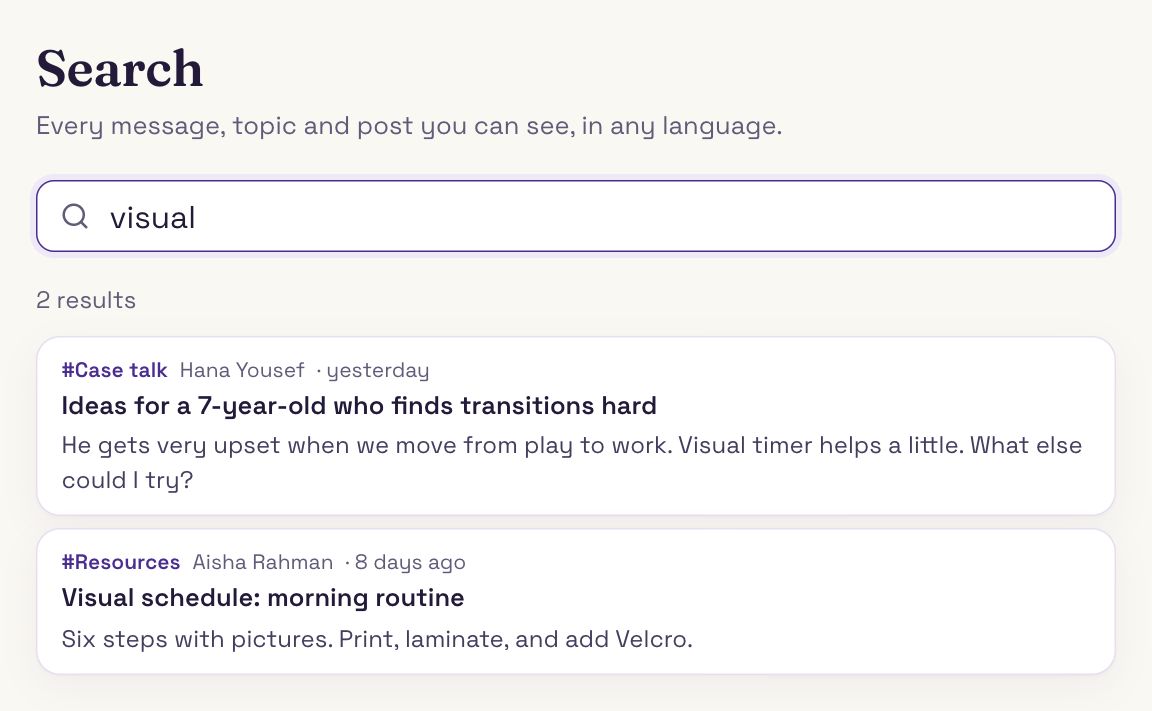 Search
Every message, topic and post you can see, in any language.
visual
2 results
#Case talk Hana Yousef · yesterday
Ideas for a 7-year-old who finds transitions hard
He gets very upset when we move from play to work. Visual timer helps a little. What else
could I try?
#Resources Aisha Rahman · 8 days ago
Visual schedule: morning routine
Six steps with pictures. Print, laminate, and add Velcro.